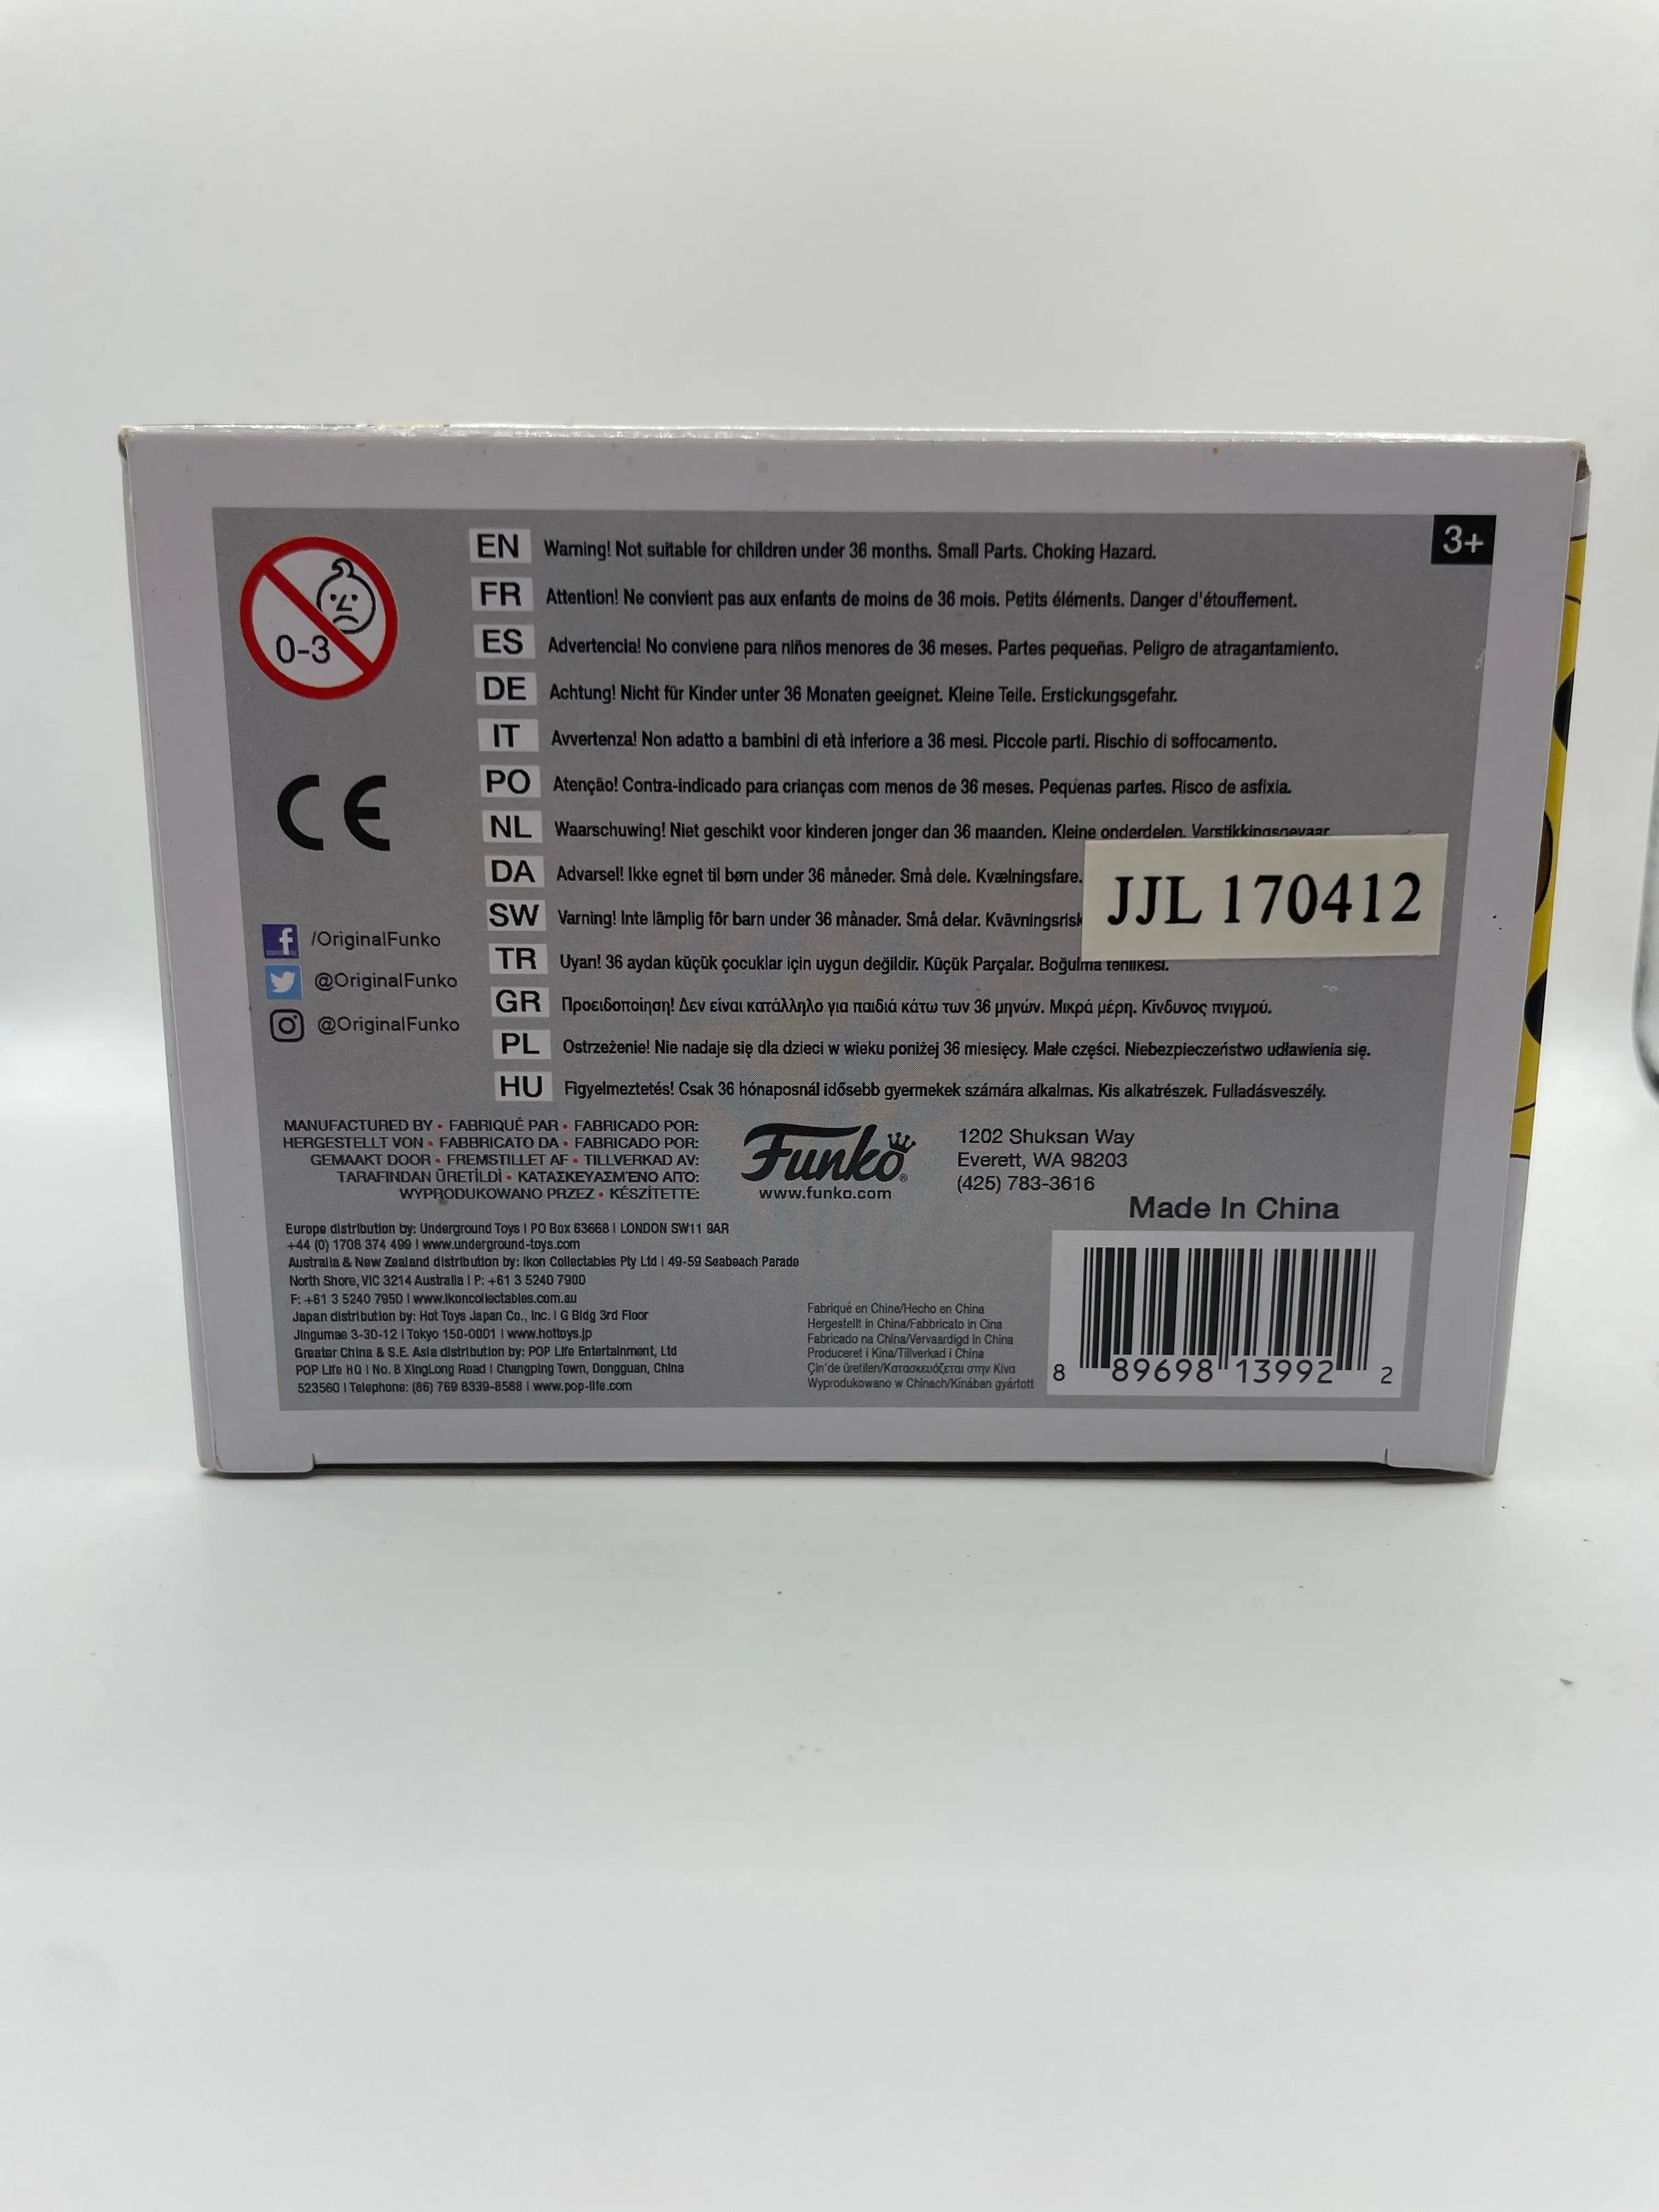 3+
0-3
EN Warning! Not suitable for children under 36 months. Small Parts. Choking Hazard.
FR Attention! Ne convient pas aux enfants de moins de 36 mois. Petits éléments. Danger d'étouffement.
ES Advertencia! No conviene para niños menores de 36 meses. Partes pequeñas. Peligro de atragantamiento.
DE Achtung! Nicht für Kinder unter 36 Monaten geeignet. Kleine Teile. Erstickungsgefahr.
IT Avvertenza! Non adatto a bambini di età inferiore a 36 mesi. Piccole parti. Rischio di soffocamento.
PO Atenção! Contra-indicado para crianças com menos de 36 meses. Pequenas partes. Risco de asfixia.
NL Waarschuwing! Niet geschikt voor kinderen jonger dan 36 maanden. Kleine onderdelen. Verstikkingsgevaar
DA Advarsel! Ikke egnet til børn under 36 måneder. Små dele. Kvælningsfare.
SW Varning! Inte lämplig för barn under 36 månader. Små delar. Kvävningsrisk
TR Uyarı! 36 aydan küçük çocuklar için uygun değildir. Küçük Parçalar. Boğulma tehlikesi.
GR Προειδοποίηση! Δεν είναι κατάλληλο για παιδιά κάτω των 36 μηνών. Μικρά μέρη. Κίνδυνος πνιγμού.
PL Ostrzeżenie! Nie nadaje się dla dzieci w wieku poniżej 36 miesięcy. Małe części. Niebezpieczeństwo udławienia się.
HU Figyelmeztetés! Csak 36 hónaposnál idősebb gyermekek számára alkalmas. Kis alkatrészek. Fulladásveszély.
JJL 170412
CE
/OriginalFunko
@OriginalFunko
@OriginalFunko
MANUFACTURED BY • FABRIQUÉ PAR • FABRICADO POR:
HERGESTELLT VON • FABBRICATO DA • FABRICADO POR:
GEMAAKT DOOR • FREMSTILLET AF • TILLVERKAD AV:
TARAFINDAN ÜRETİLDİ • ΚΑΤΑΣΚΕΥΑΣΜΈΝΟ ΑΠΌ:
WYPRODUKOWANO PRZEZ • KÉSZÍTETTE:
Funko®
www.funko.com
1202 Shuksan Way
Everett, WA 98203
(425) 783-3616
Made In China
Europe distribution by: Underground Toys | PO Box 63668 | LONDON SW11 9AR
+44 (0) 1708 374 499 | www.underground-toys.com
Australia & New Zealand distribution by: Ikon Collectables Pty Ltd | 49-59 Seabeach Parade
North Shore, VIC 3214 Australia | P: +61 3 5240 7900
F: +61 3 5240 7950 | www.ikoncollectables.com.au
Japan distribution by: Hot Toys Japan Co., Inc. | G Bldg 3rd Floor
Jingumae 3-30-12 | Tokyo 150-0001 | www.hottoys.jp
Greater China & S.E. Asia distribution by: POP Life Entertainment, Ltd
POP Life HQ | No. 8 XingLong Road | Changping Town, Dongguan, China
523560 | Telephone: (86) 769 8339-8588 | www.pop-life.com
Fabriqué en Chine/Hecho en China
Hergestellt in China/Fabbricato in Cina
Fabricado na China/Vervaardigd in China
Produceret i Kina/Tillverkad i China
Çin'de üretilen/Κατασκευάζεται στην Κίνα
Wyprodukowano w Chinach/Kínában gyártott
8 89698 13992 2